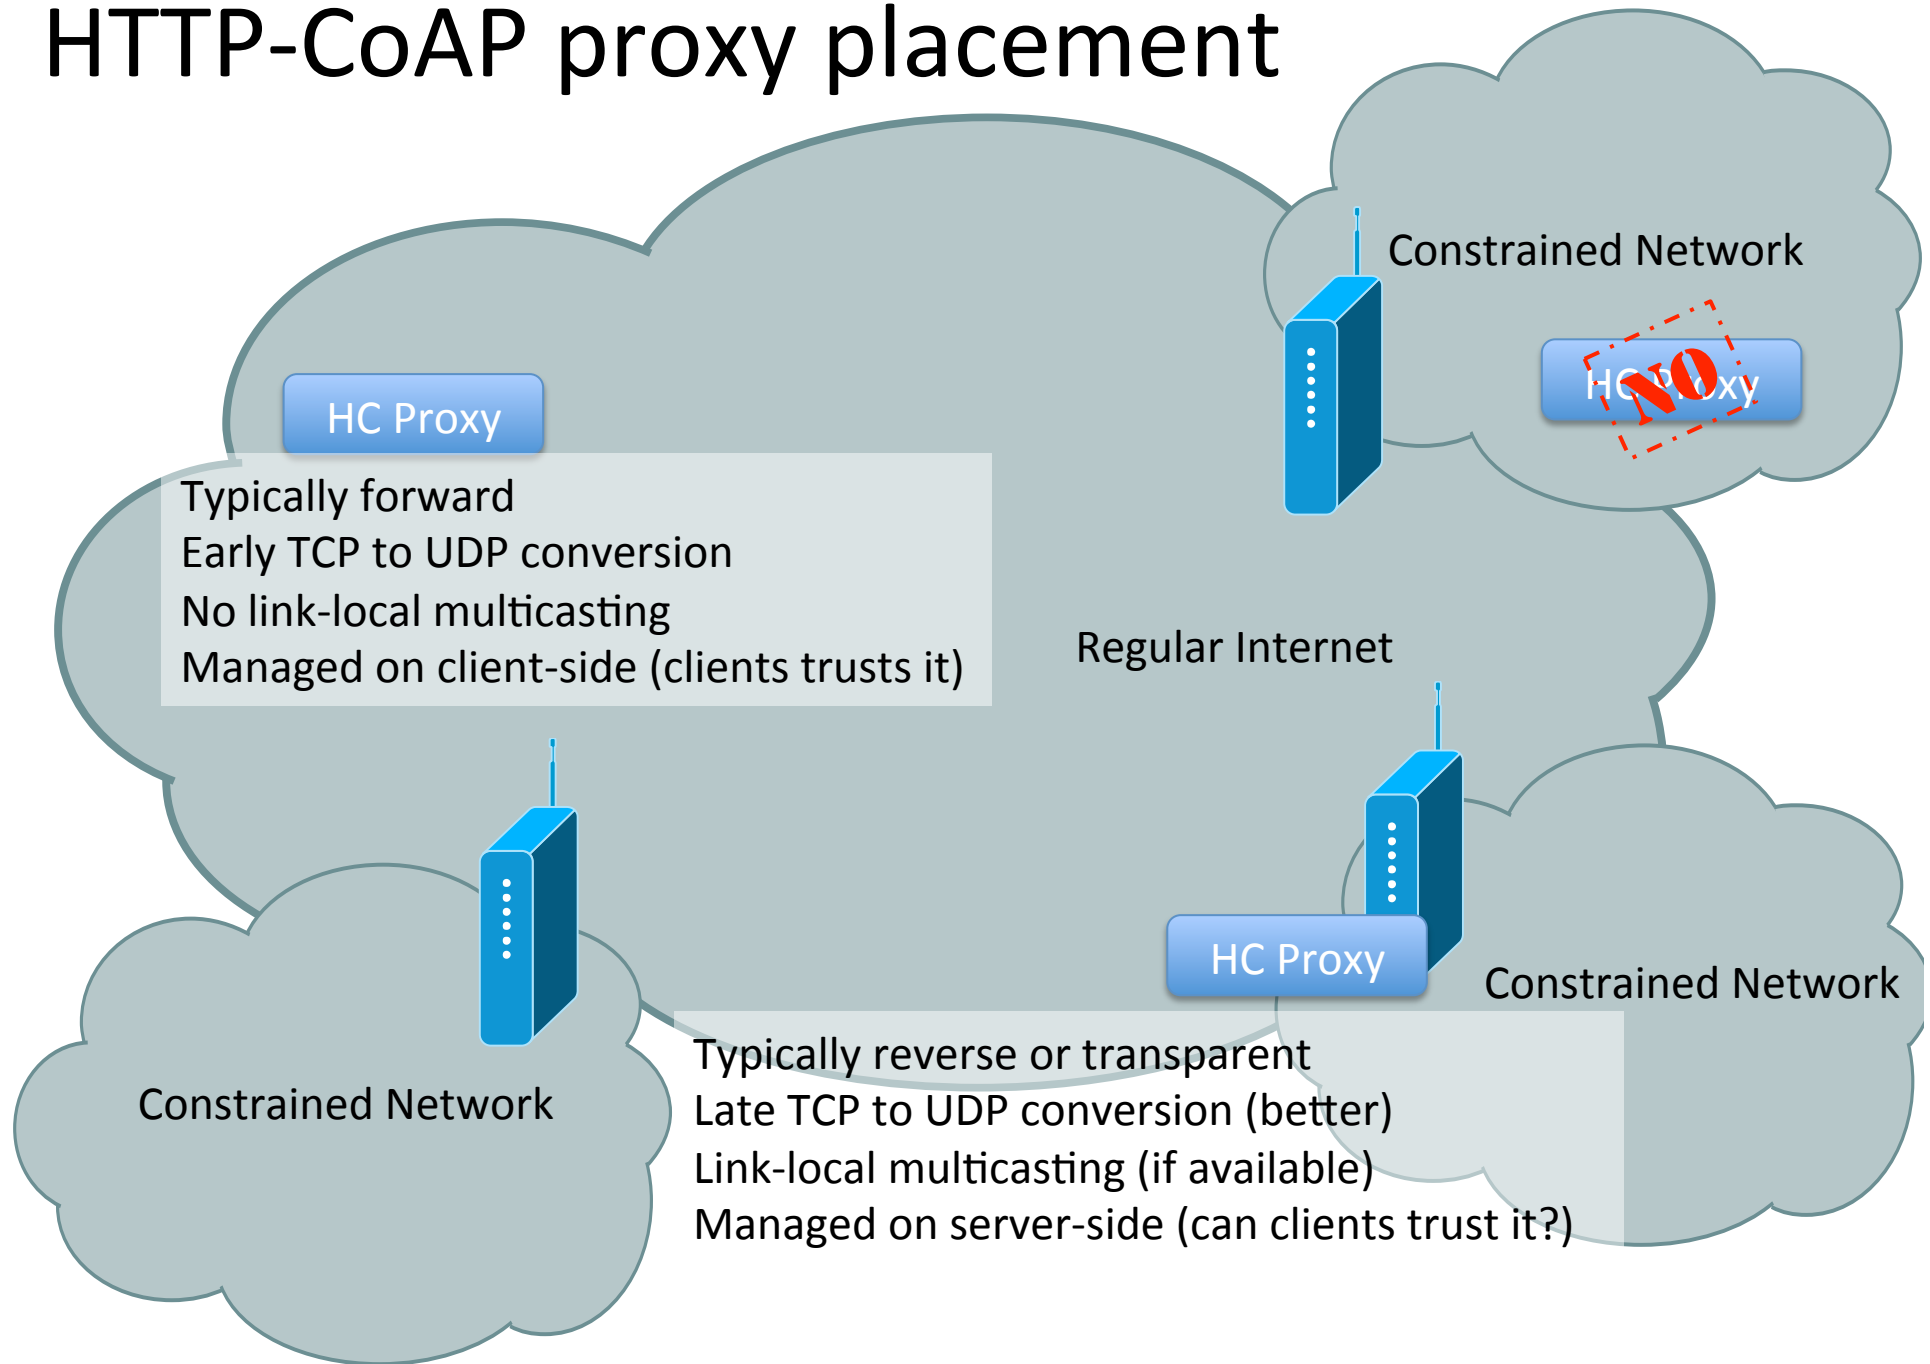 HTTP-CoAP proxy placement
Constrained Network
HC Proxy
NO
HC Proxy
Typically forward
Early TCP to UDP conversion
No link-local multicasting
Managed on client-side (clients trusts it)
Regular Internet
HC Proxy
Constrained Network
Typically reverse or transparent
Late TCP to UDP conversion (better)
Link-local multicasting (if available)
Managed on server-side (can clients trust it?)
Constrained Network